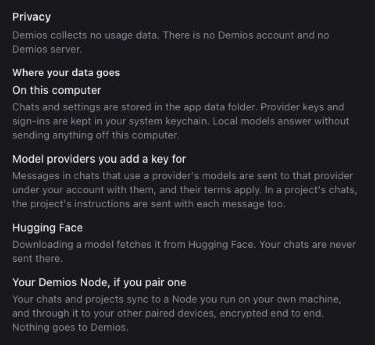 Privacy
Demios collects no usage data. There is no Demios account and no
Demios server.
Where your data goes
On this computer
Chats and settings are stored in the app data folder. Provider keys and
sign-ins are kept in your system keychain. Local models answer without
sending anything off this computer.
Model providers you add a key for
Messages in chats that use a provider's models are sent to that provider
under your account with them, and their terms apply. In a project's chats,
the project's instructions are sent with each message too.
Hugging Face
Downloading a model fetches it from Hugging Face. Your chats are never
sent there.
Your Demios Node, if you pair one
Your chats and projects sync to a Node you run on your own machine,
and through it to your other paired devices, encrypted end to end.
Nothing goes to Demios.